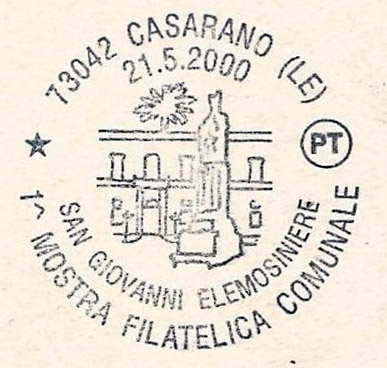 73042 CASARANO (LE)
21.5.2000
PT
SAN GIOVANNI ELEMOSINIERE
1^ MOSTRA FILATELICA COMUNALE